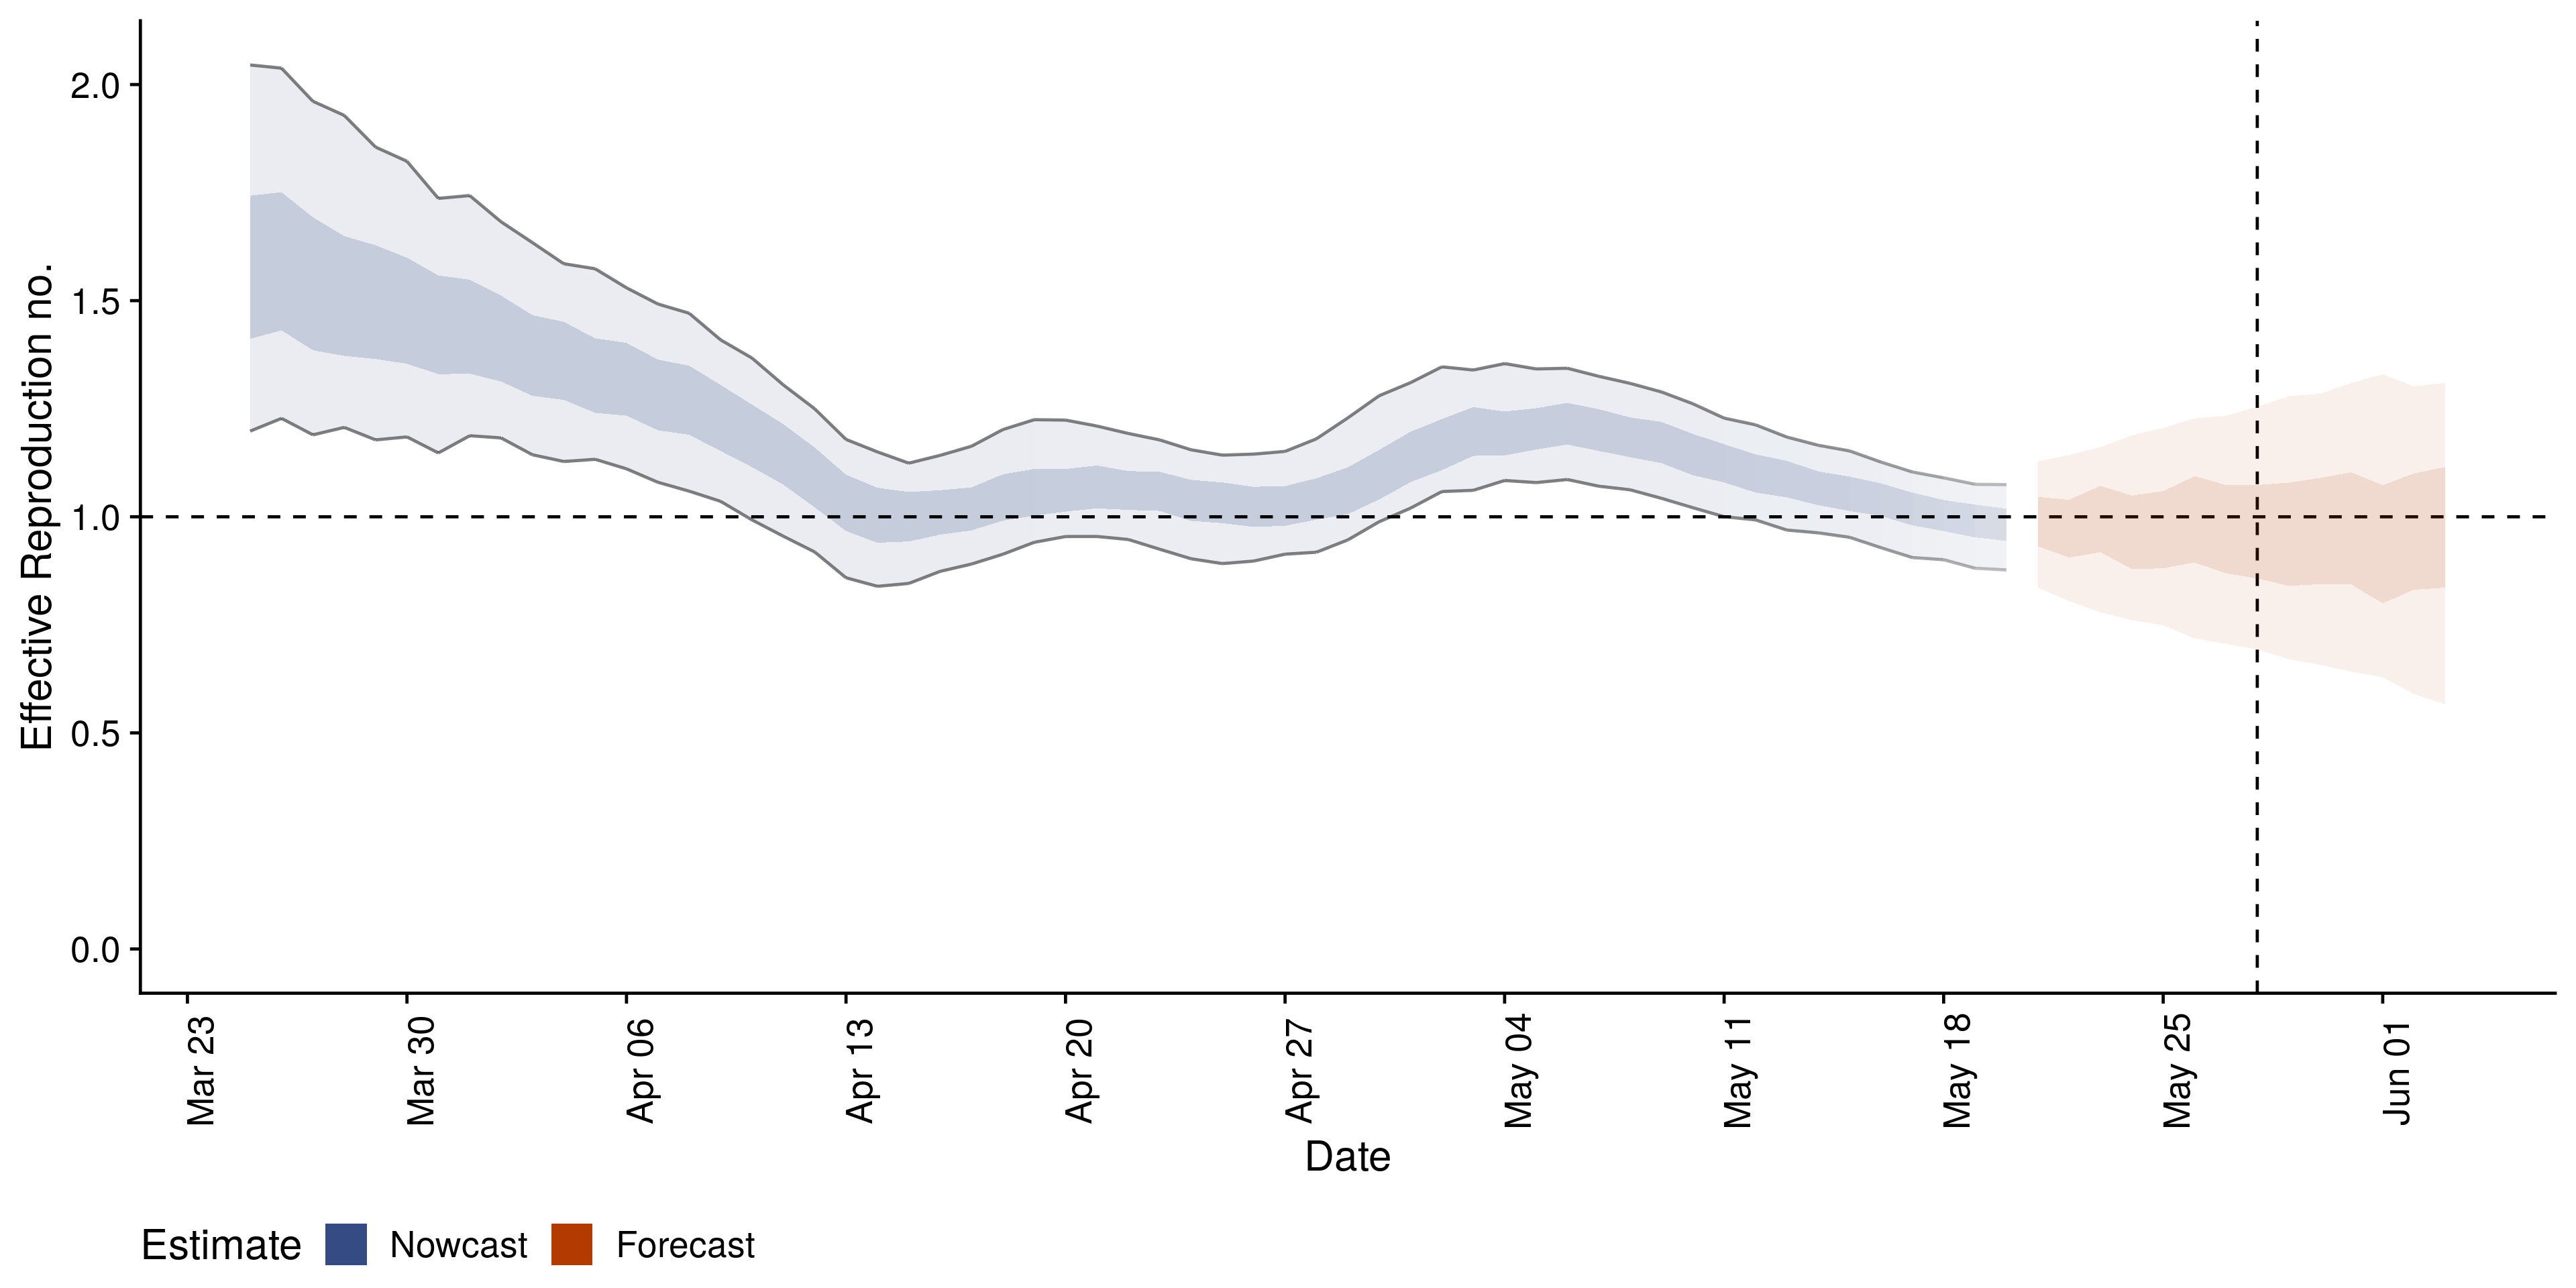 Effective Reproduction no.
2.0
1.5
1.0
0.5
0.0
Mar 23
Mar 30
Apr 06
Apr 13
Apr 20
Apr 27
May 04
May 11
May 18
May 25
Jun 01
Date
Estimate Nowcast Forecast